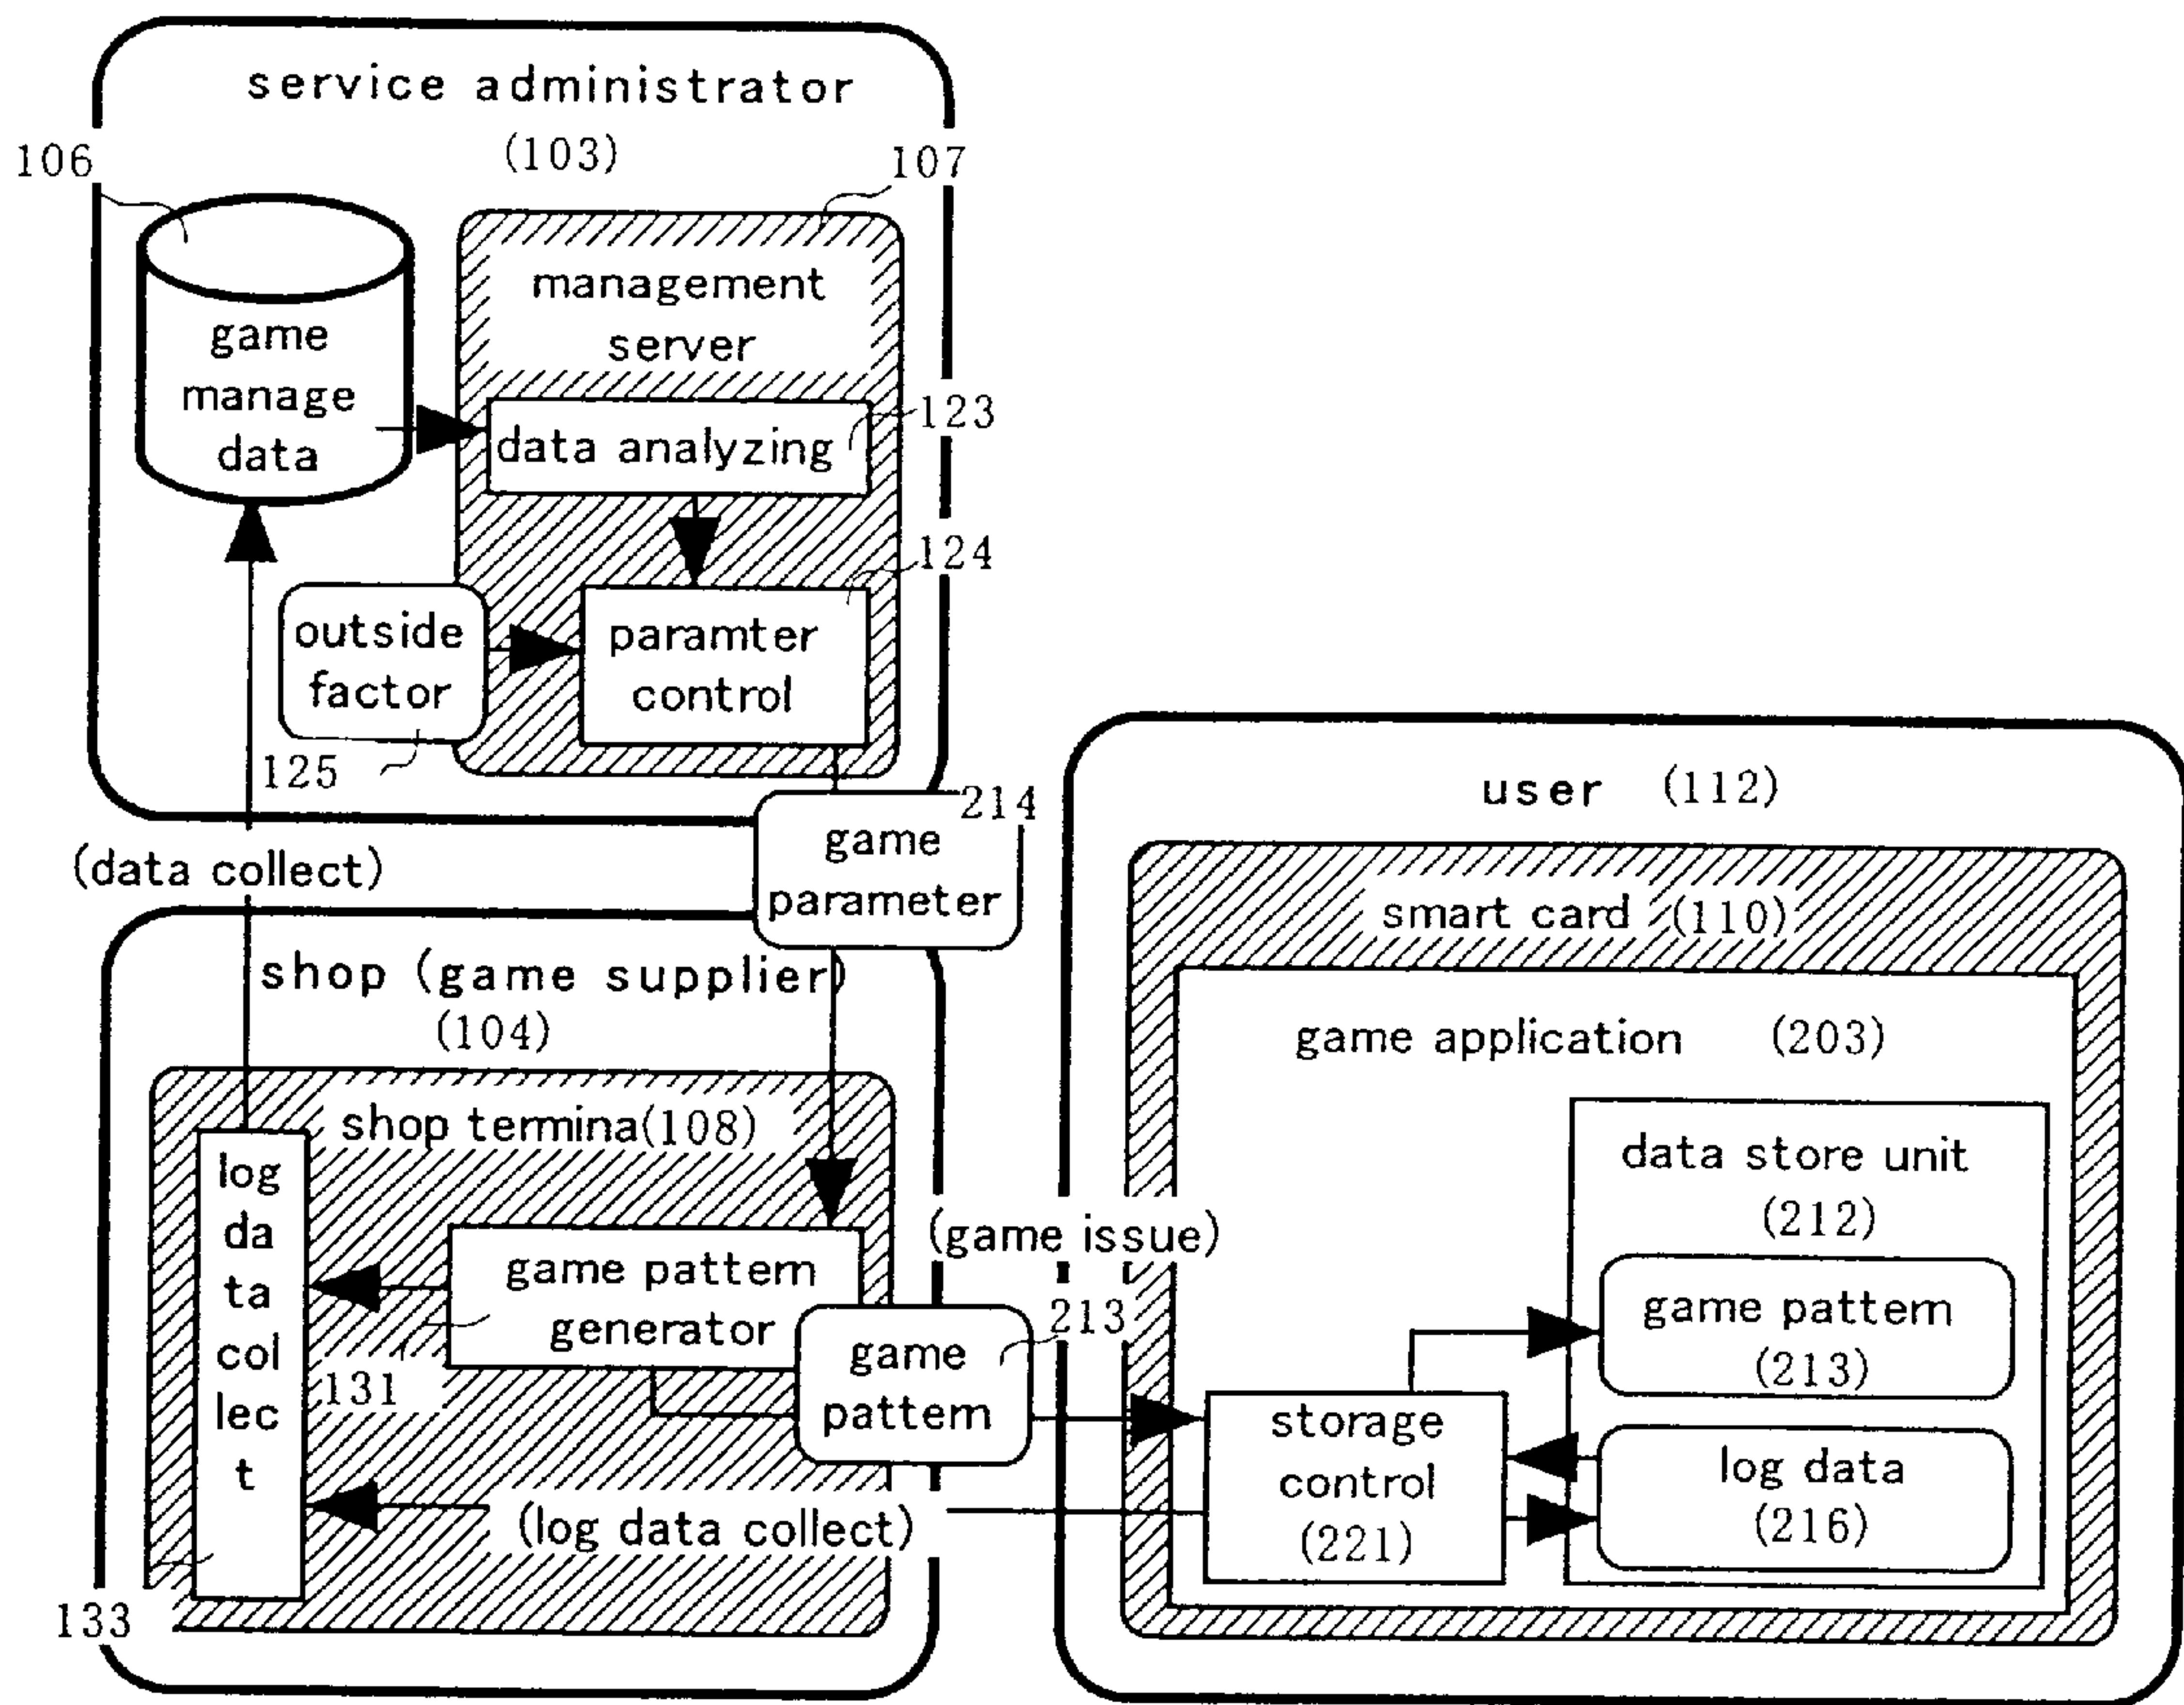 service administrator
(103)
106
107
management
server
game
manage
data
data analyzing
123
124
outside
factor
paramter
control
125
214
game
parameter
(data collect)
shop (game supplier)
(104)
shop termina(108)
log
da
ta
col
lec
t
game pattern
generator
131
(game issue)
213
game
pattern
(log data collect)
133
user (112)
smart card (110)
game application (203)
data store unit
(212)
game pattern
(213)
storage
control
(221)
log data
(216)